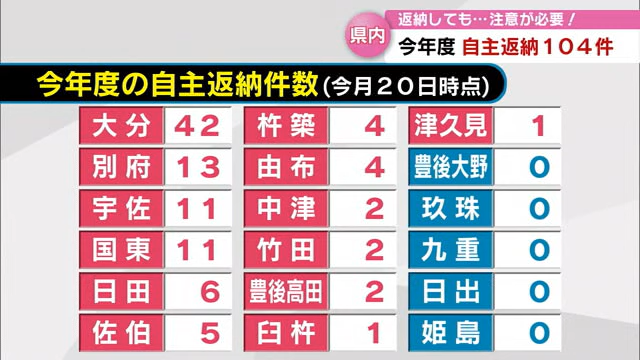 返納しても…注意が必要！
県内
今年度 自主返納104件
今年度の自主返納件数(今月20日時点)
大分 42 杵築 4 津久見 1
別府 13 由布 4 豊後大野 0
宇佐 11 中津 2 玖珠 0
国東 11 竹田 2 九重 0
日田 6 豊後高田 2 日出 0
佐伯 5 臼杵 1 姫島 0